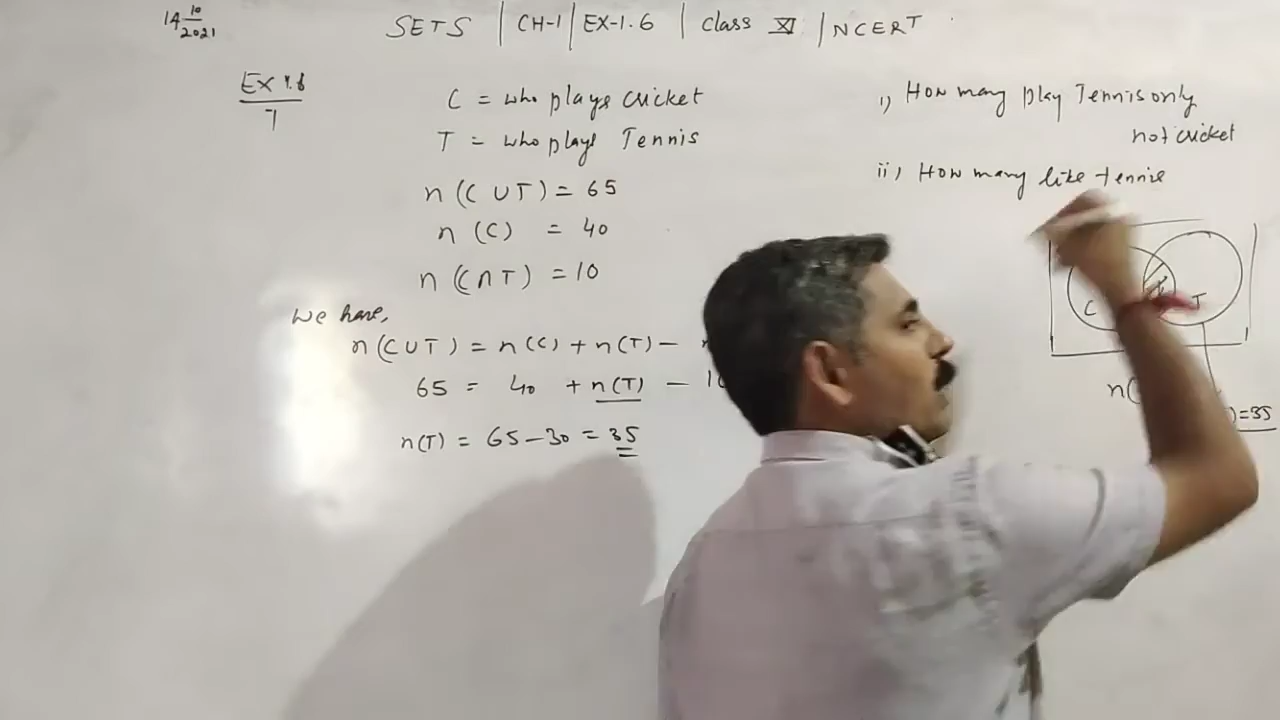 14 10/2021
SETS | CH-1 | EX-1.6 | Class XI | NCERT
EX 1.6
7
C = who plays cricket
T = who plays Tennis
n (C ∪ T) = 65
n (C) = 40
n (C ∩ T) = 10
We have,
n (C ∪ T) = n(C) + n(T) -
65 = 40 + n(T) - 10
n(T) = 65 - 30 = 35
i) How many play Tennis only
not cricket
ii) How many like tennis
C T
n(
) = 35